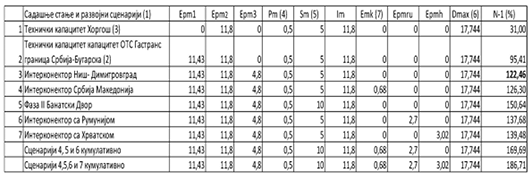 Садашње стање и развојни сценарији (1) Epm1 Epm2 Epm3 Pm (4) Sm (5) Im Emk (7) Epmru Epmh Dmax (6) N-1 (%)
1 Технички капацитет Хоргош (3) 0 11,8 0 0,5 5 11,8 0 0 0 17,744 31,00
Технички капацитет капацитет ОТС Гастранс
2 граница Србија-Бугарска (2) 11,43 11,8 0 0,5 5 11,8 0 0 0 17,744 95,41
3 Интерконектор Ниш- Димитровград 11,43 11,8 4,8 0,5 5 11,8 0 0 0 17,744 122,46
4 Интерконектор Србија Македонија 11,43 11,8 4,8 0,5 5 11,8 0,68 0 0 17,744 126,30
5 Фаза II Банатски Двор 11,43 11,8 4,8 0,5 10 11,8 0 0 0 17,744 150,64
6 Интерконектор са Румунијом 11,43 11,8 4,8 0,5 5 11,8 0 2,7 0 17,744 137,68
7 Интерконектор са Хрватском 11,43 11,8 4,8 0,5 5 11,8 0 0 3,02 17,744 139,48
Сценарији 4, 5 и 6 кумулативно 11,43 11,8 4,8 0,5 10 11,8 0,68 2,7 0 17,744 169,69
Сценарији 4,5,6 и 7 кумулативно 11,43 11,8 4,8 0,5 10 11,8 0,68 2,7 3,02 17,744 186,71